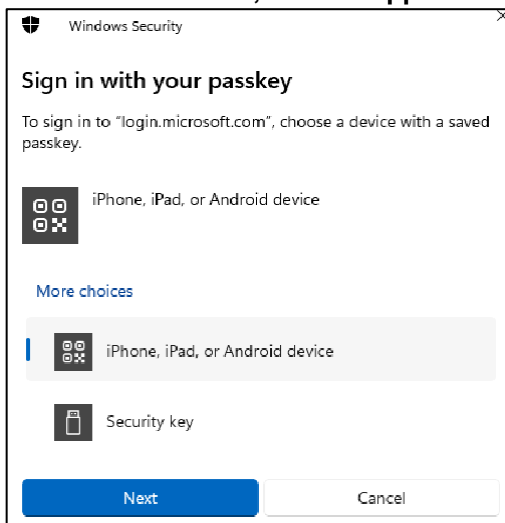 Windows Security
Sign in with your passkey
To sign in to "login.microsoft.com", choose a device with a saved
passkey.
iPhone, iPad, or Android device
More choices
iPhone, iPad, or Android device
Security key
Next
Cancel